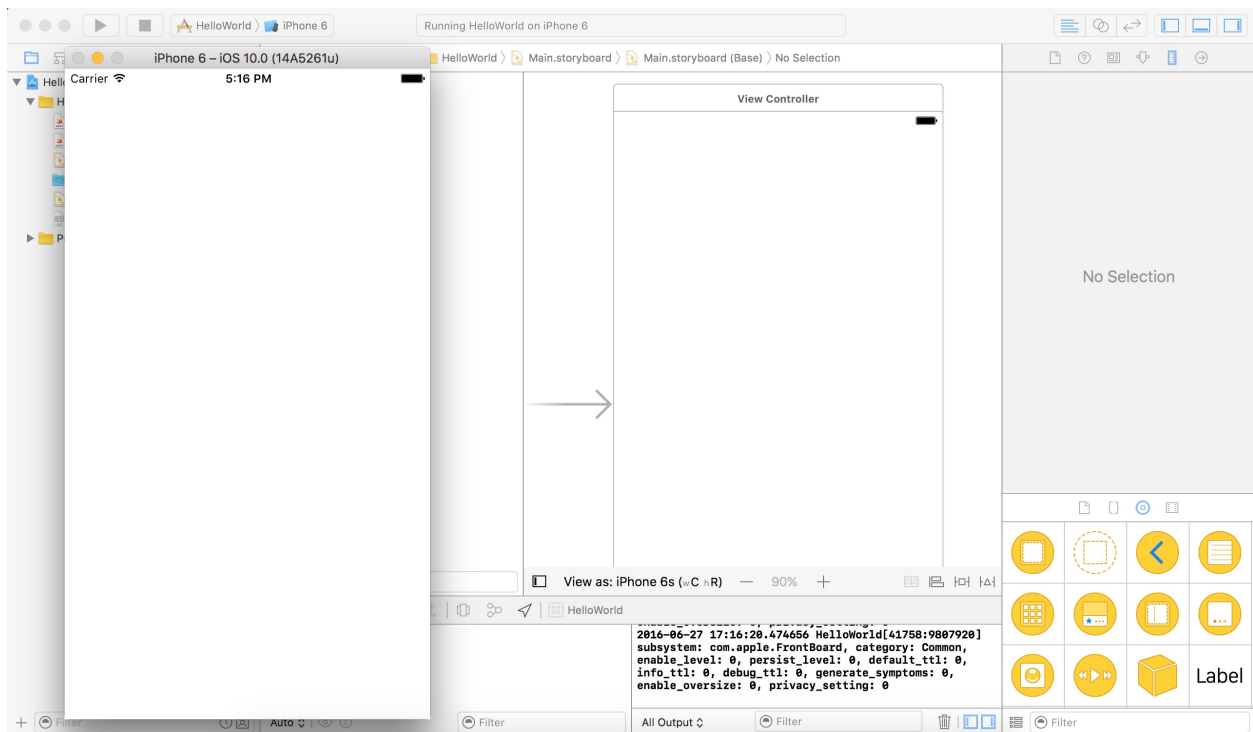 HelloWorld 〉 iPhone 6
Running HelloWorld on iPhone 6
iPhone 6 – iOS 10.0 (14A5261u)
HelloWorld 〉 Main.storyboard 〉 Main.storyboard (Base) 〉 No Selection
Carrier
5:16 PM
View Controller
No Selection
View as: iPhone 6s (wC hR) — 90% +
HelloWorld
2016-06-27 17:16:20.474656 HelloWorld[41758:9807920]
subsystem: com.apple.FrontBoard, category: Common,
enable_level: 0, persist_level: 0, default_ttl: 0,
info_ttl: 0, debug_ttl: 0, generate_symptoms: 0,
enable_oversize: 0, privacy_setting: 0
Label
Filter
Auto
Filter
All Output
Filter
Filter